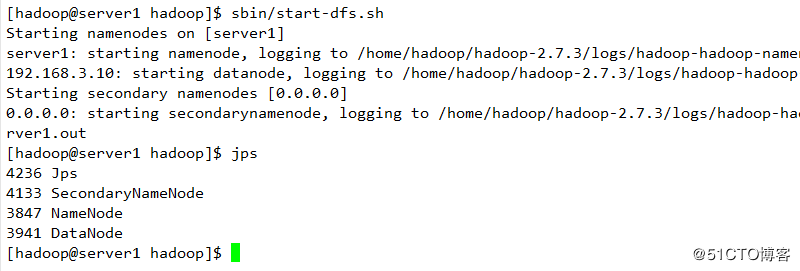 [hadoop@server1 hadoop]$ sbin/start-dfs.sh
Starting namenodes on [server1]
server1: starting namenode, logging to /home/hadoop/hadoop-2.7.3/logs/hadoop-hadoop-name
192.168.3.10: starting datanode, logging to /home/hadoop/hadoop-2.7.3/logs/hadoop-hadoop
Starting secondary namenodes [0.0.0.0]
0.0.0.0: starting secondarynamenode, logging to /home/hadoop/hadoop-2.7.3/logs/hadoop-ha
rver1.out
[hadoop@server1 hadoop]$ jps
4236 Jps
4133 SecondaryNameNode
3847 NameNode
3941 DataNode
[hadoop@server1 hadoop]$
@51CTO博客